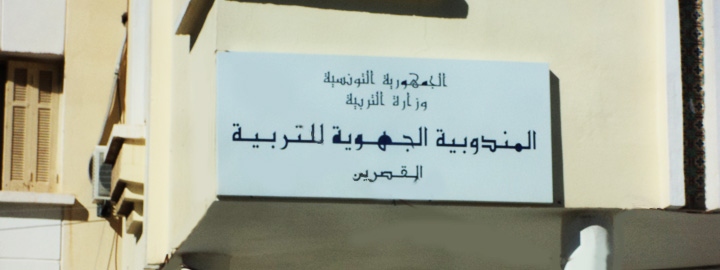 الجمهورية التونسية
وزارة التربية
المندوبية الجهوية للتربية
القصرين